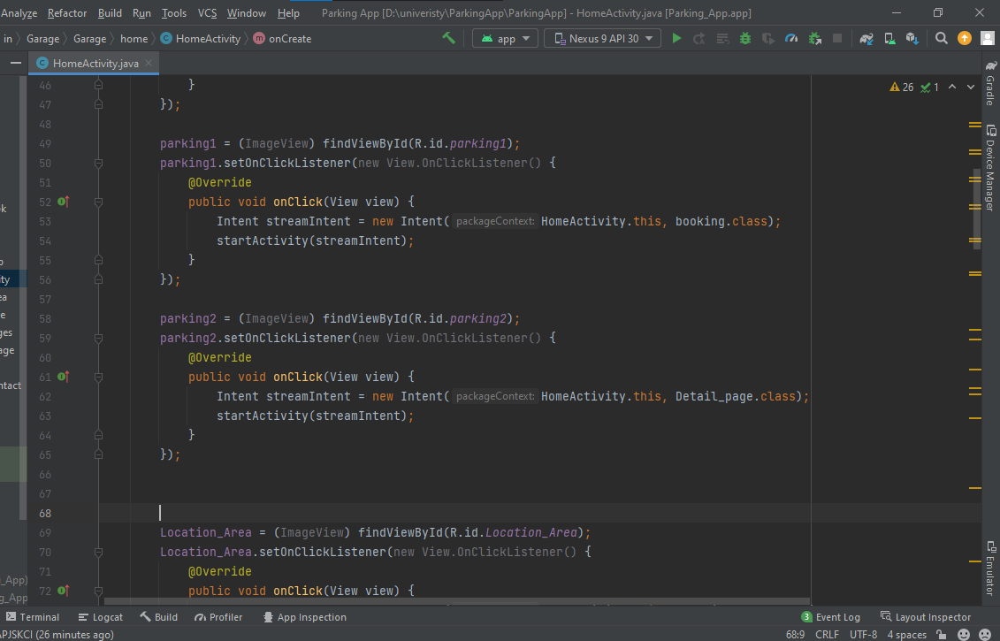 Analyze Refactor Build Run Tools VCS Window Help Parking App [D:\univeristy\ParkingApp\ParkingApp] - HomeActivity.java [Parking_App.app]
in Garage Garage home HomeActivity onCreate app Nexus 9 API 30
HomeActivity.java
26 1
46 }
47 });
48
49 parking1 = (ImageView) findViewById(R.id.parking1);
50 parking1.setOnClickListener(new View.OnClickListener() {
51 @Override
52 public void onClick(View view) {
53 Intent streamIntent = new Intent( packageContext: HomeActivity.this, booking.class);
54 startActivity(streamIntent);
55 }
56 });
57
58 parking2 = (ImageView) findViewById(R.id.parking2);
59 parking2.setOnClickListener(new View.OnClickListener() {
60 @Override
61 public void onClick(View view) {
62 Intent streamIntent = new Intent( packageContext: HomeActivity.this, Detail_page.class);
63 startActivity(streamIntent);
64 }
65 });
66
67
68
69 Location_Area = (ImageView) findViewById(R.id.Location_Area);
70 Location_Area.setOnClickListener(new View.OnClickListener() {
71 @Override
72 public void onClick(View view) {
Gradle
Device Manager
Emulator
Terminal Logcat Build Profiler App Inspection 3 Event Log Layout Inspector
APJSKCI (26 minutes ago) 68:9 CRLF UTF-8 4 spaces